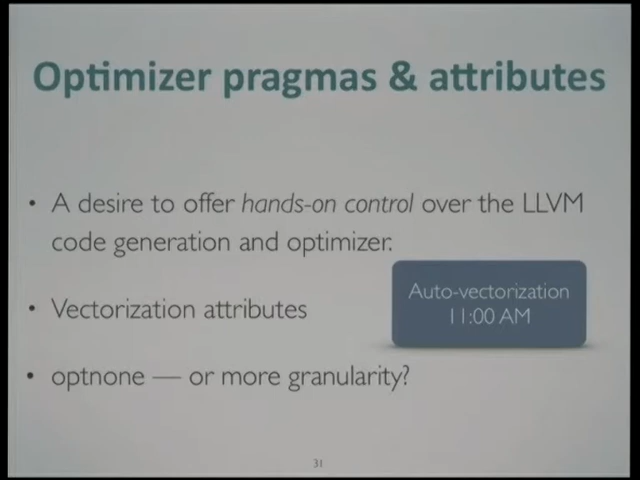 Optimizer pragmas & attributes
• A desire to offer hands-on control over the LLVM
code generation and optimizer.
Auto-vectorization
11:00 AM
• Vectorization attributes
• optnone — or more granularity?
31